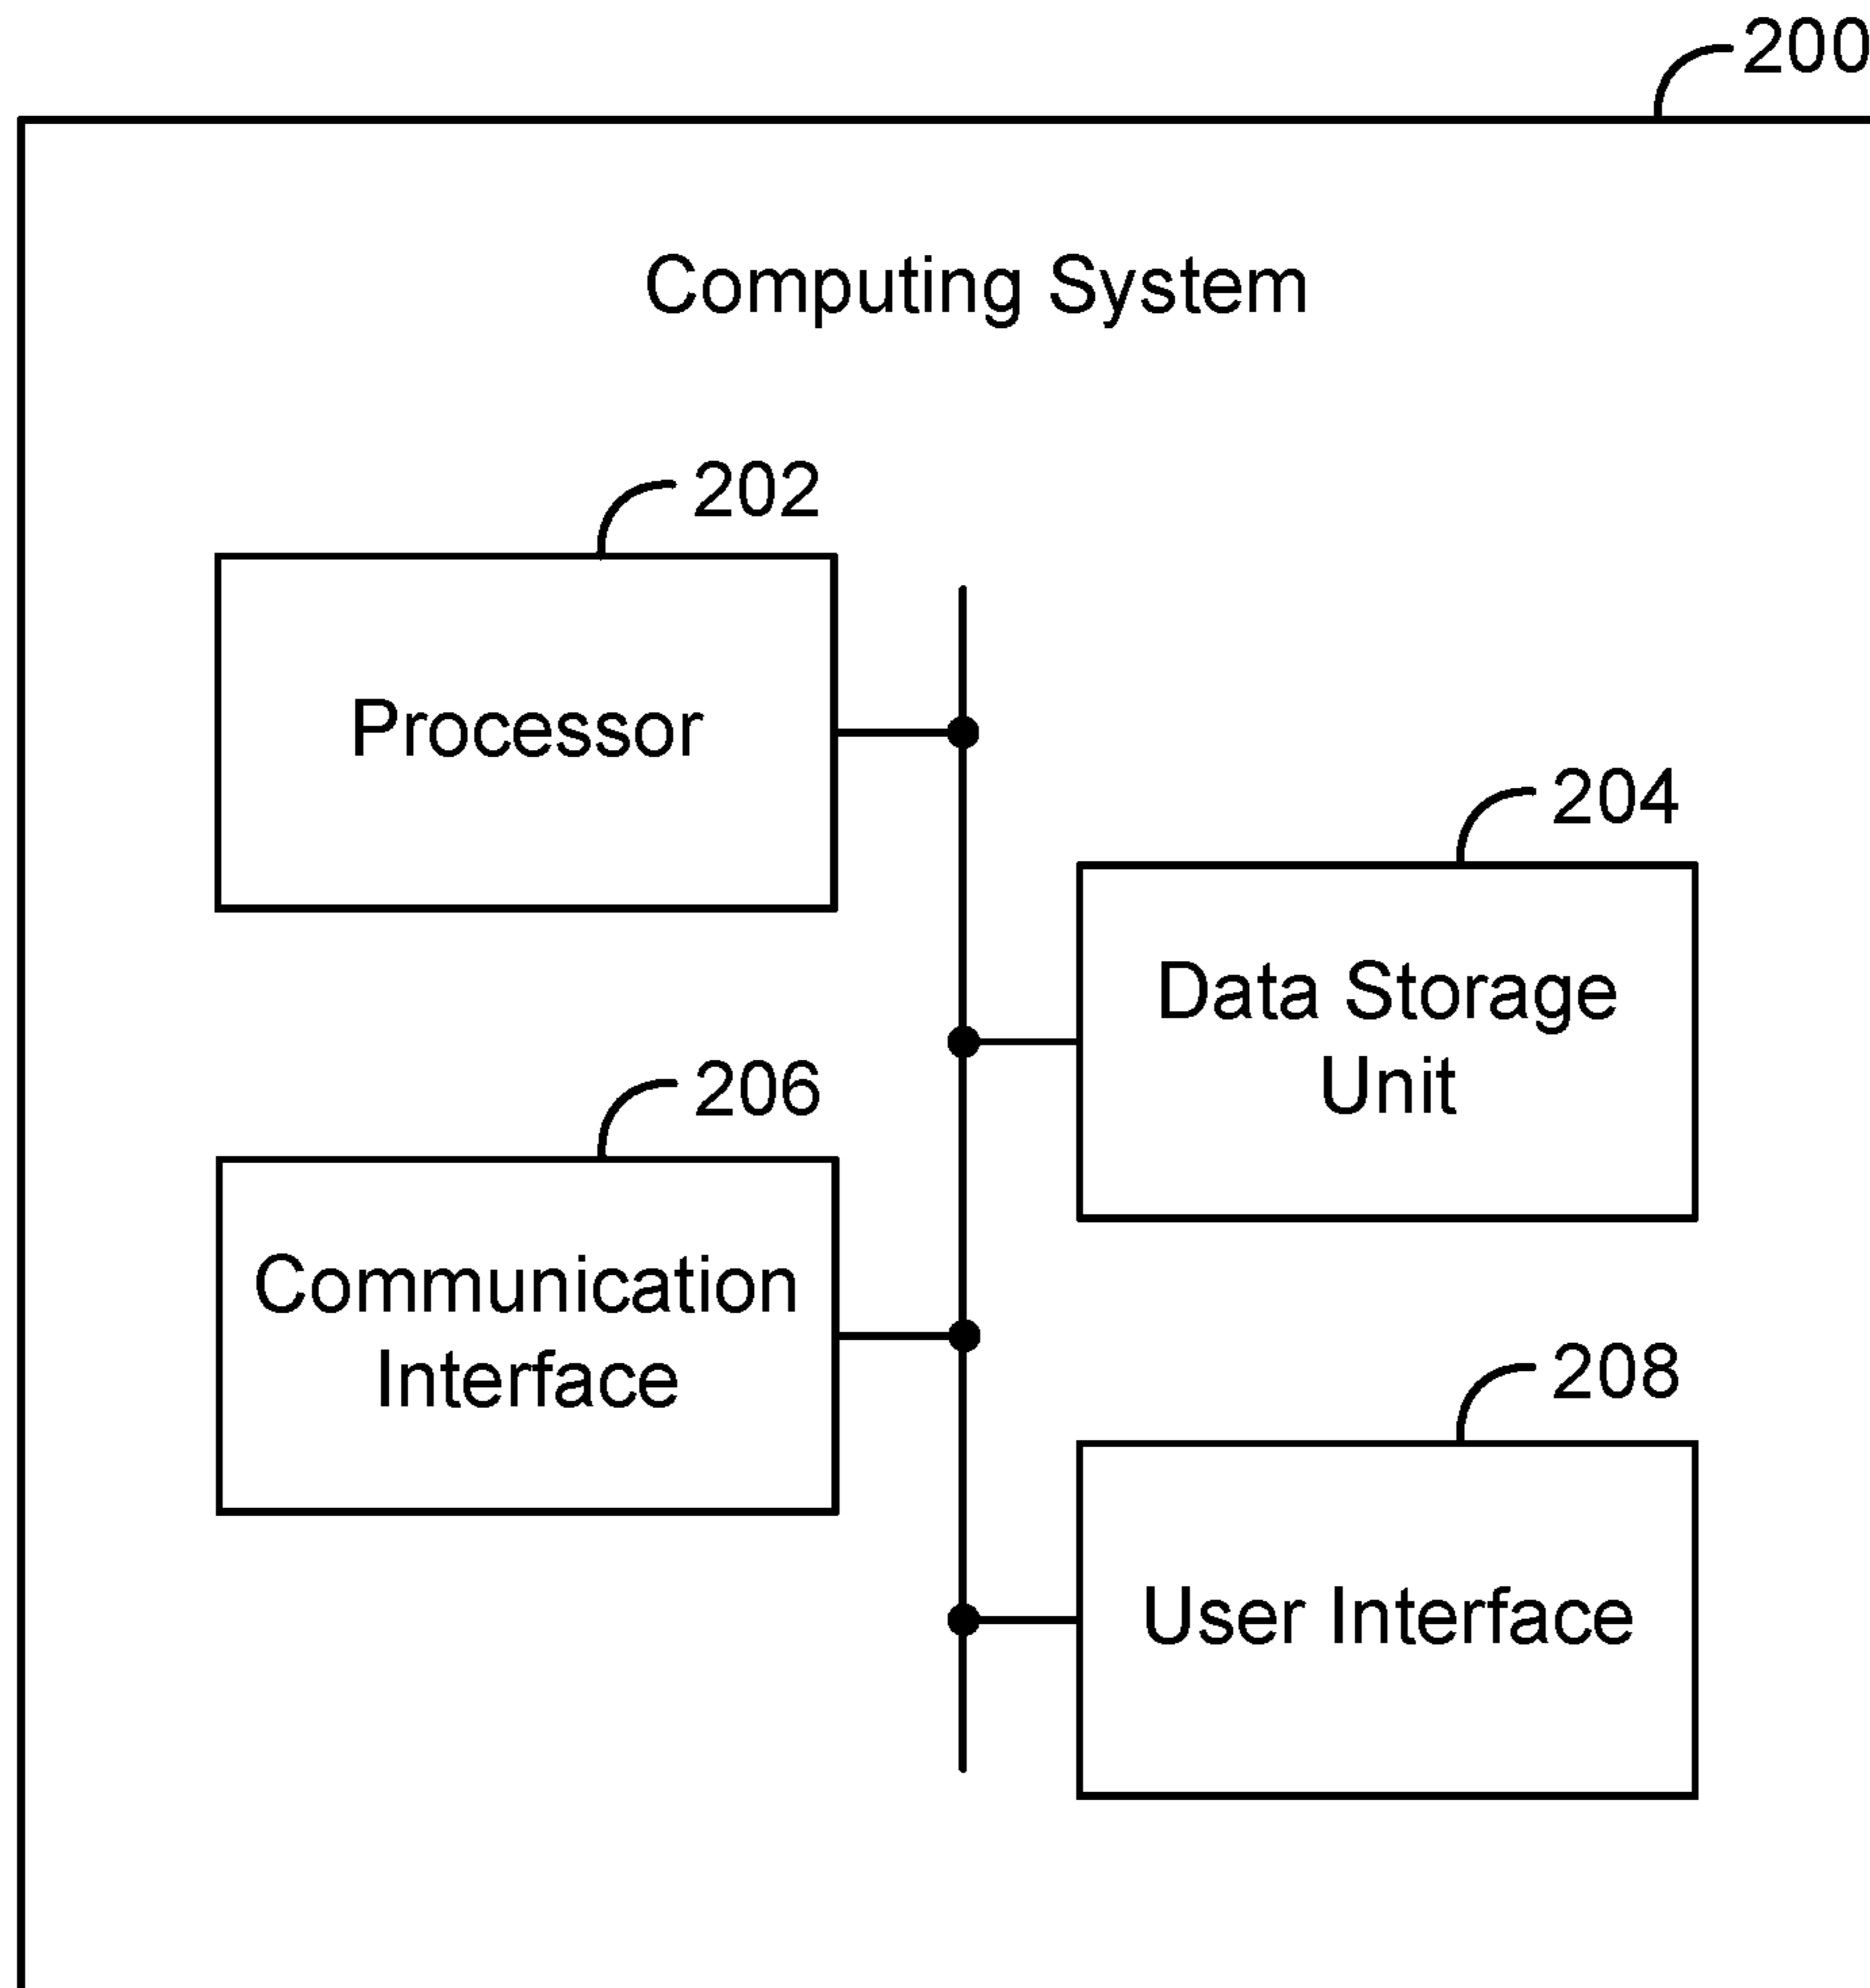 200
Computing System
202
Processor
204
Data Storage
Unit
206
Communication
Interface
208
User Interface